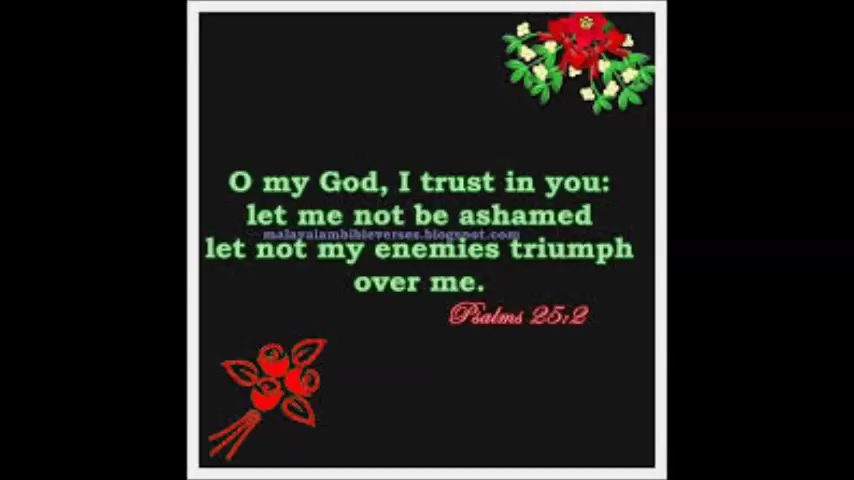 O my God, I trust in you:
let me not be ashamed
malayalambibleverses.blogspot.com
let not my enemies triumph
over me.
Psalms 25:2